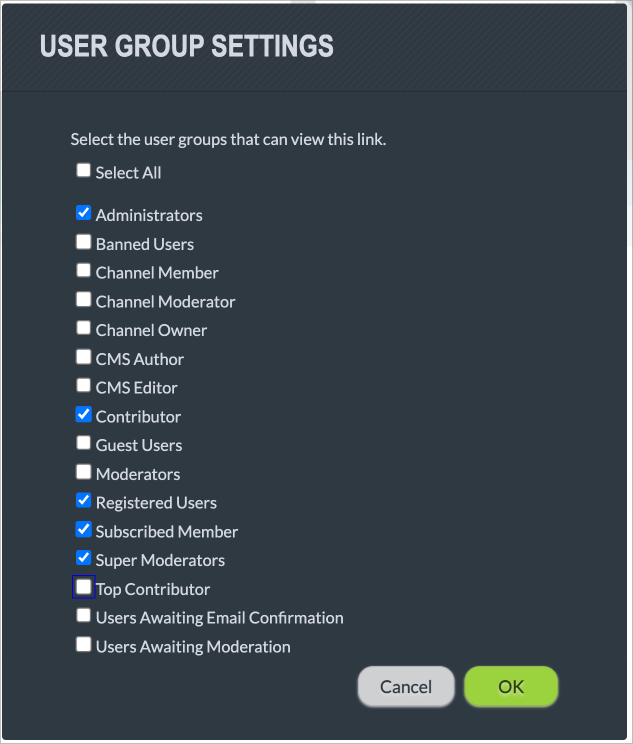 USER GROUP SETTINGS
Select the user groups that can view this link.
Select All
Administrators
Banned Users
Channel Member
Channel Moderator
Channel Owner
CMS Author
CMS Editor
Contributor
Guest Users
Moderators
Registered Users
Subscribed Member
Super Moderators
Top Contributor
Users Awaiting Email Confirmation
Users Awaiting Moderation
Cancel OK